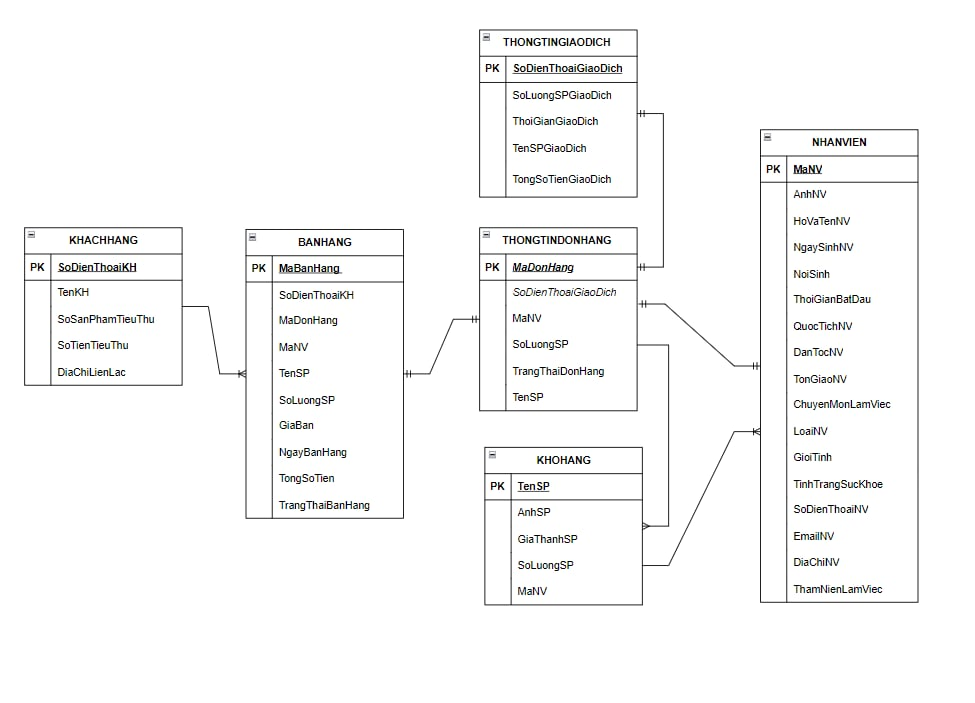 THONGTINGIAODICH
PK SoDienThoaiGiaoDich
SoLuongSPGiaoDich
ThoiGianGiaoDich
TenSPGiaoDich
TongSoTienGiaoDich
KHACHHANG
PK SoDienThoaiKH
TenKH
SoSanPhamTieuThu
SoTienTieuThu
DiaChiLienLac
BANHANG
PK MaBanHang
SoDienThoaiKH
MaDonHang
MaNV
TenSP
SoLuongSP
GiaBan
NgayBanHang
TongSoTien
TrangThaiBanHang
THONGTINDONHANG
PK MaDonHang
SoDienThoaiGiaoDich
MaNV
SoLuongSP
TrangThaiDonHang
TenSP
KHOHANG
PK TenSP
AnhSP
GiaThanhSP
SoLuongSP
MaNV
NHANVIEN
PK MaNV
AnhNV
HoVaTenNV
NgaySinhNV
NoiSinh
ThoiGianBatDau
QuocTichNV
DanTocNV
TonGiaoNV
ChuyenMonLamViec
LoaiNV
GioiTinh
TinhTrangSucKhoe
SoDienThoaiNV
EmailNV
DiaChiNV
ThamNienLamViec